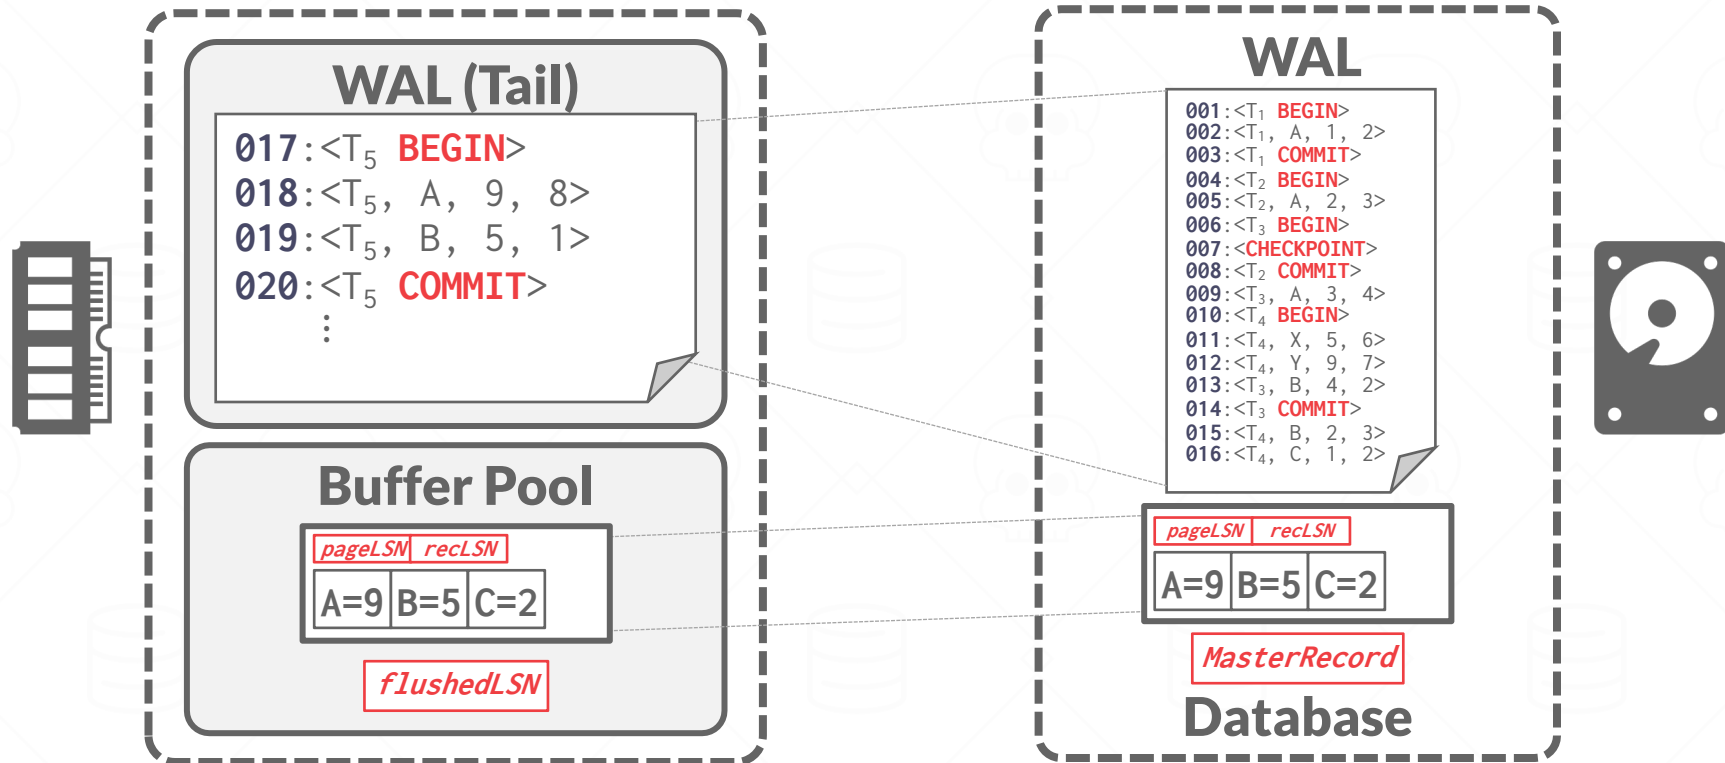 WAL (Tail)
017:<T5 BEGIN>
018:<T5, A, 9, 8>
019:<T5, B, 5, 1>
020:<T5 COMMIT>
⋮
Buffer Pool
pageLSN recLSN
A=9 B=5 C=2
flushedLSN
WAL
001:<T1 BEGIN>
002:<T1, A, 1, 2>
003:<T1 COMMIT>
004:<T2 BEGIN>
005:<T2, A, 2, 3>
006:<T3 BEGIN>
007:<CHECKPOINT>
008:<T2 COMMIT>
009:<T3, A, 3, 4>
010:<T4 BEGIN>
011:<T4, X, 5, 6>
012:<T4, Y, 9, 7>
013:<T3, B, 4, 2>
014:<T3 COMMIT>
015:<T4, B, 2, 3>
016:<T4, C, 1, 2>
pageLSN recLSN
A=9 B=5 C=2
MasterRecord
Database